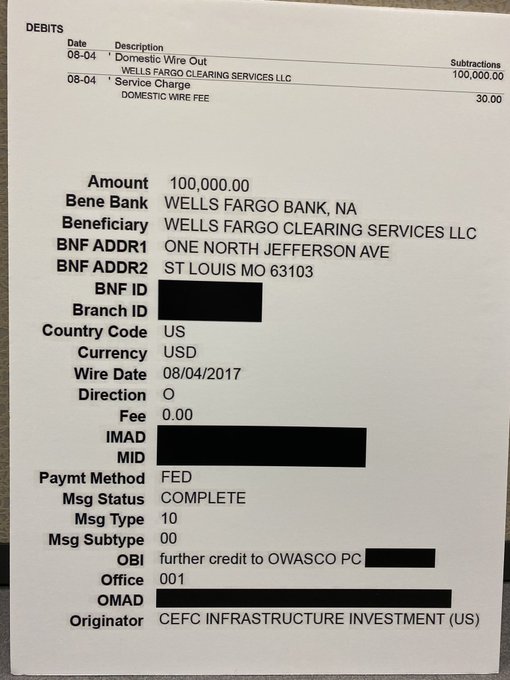 DEBITS
Date Description Subtractions
08-04 ' Domestic Wire Out 100,000.00
WELLS FARGO CLEARING SERVICES LLC
08-04 ' Service Charge 30.00
DOMESTIC WIRE FEE
Amount 100,000.00
Bene Bank WELLS FARGO BANK, NA
Beneficiary WELLS FARGO CLEARING SERVICES LLC
BNF ADDR1 ONE NORTH JEFFERSON AVE
BNF ADDR2 ST LOUIS MO 63103
BNF ID
Branch ID
Country Code US
Currency USD
Wire Date 08/04/2017
Direction O
Fee 0.00
IMAD
MID
Paymt Method FED
Msg Status COMPLETE
Msg Type 10
Msg Subtype 00
OBI further credit to OWASCO PC
Office 001
OMAD
Originator CEFC INFRASTRUCTURE INVESTMENT (US)